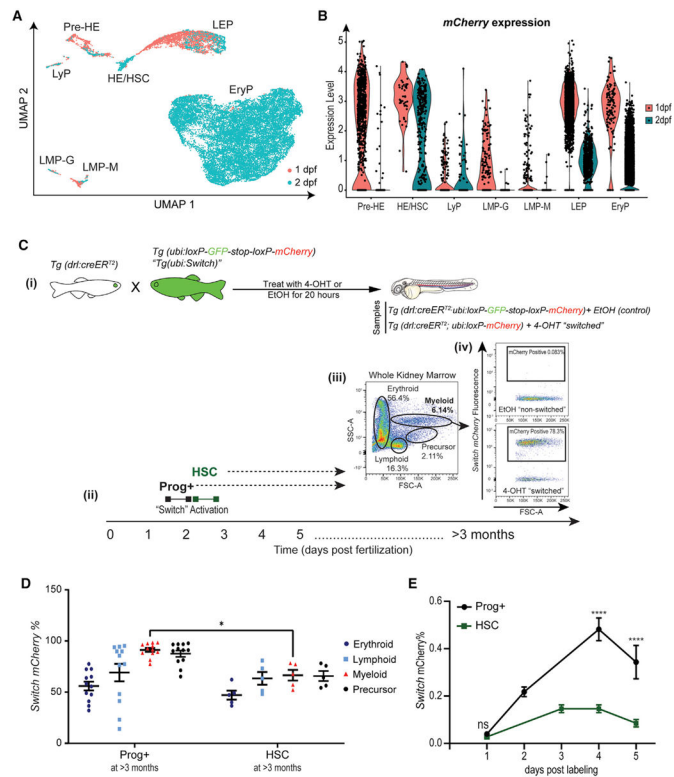 A
Pre-HE
LEP
LyP
HE/HSC
EryP
LMP-G
LMP-M
1 dpf
2 dpf
UMAP 2
UMAP 1
B
mCherry expression
Expression Level
5
4
3
2
1
0
1dpf
2dpf
Pre-HE
HE/HSC
LyP
LMP-G
LMP-M
LEP
EryP
C
(i)
Tg (drl:creERT2)
X
Tg (ubi:loxP-GFP-stop-loxP-mCherry)
"Tg(ubi:Switch)"
Treat with 4-OHT or
EtOH for 20 hours
Samples
Tg (drl:creERT2; ubi:loxP-GFP-stop-loxP-mCherry)+ EtOH (control)
Tg (drl:creERT2; ubi:loxP-mCherry) + 4-OHT "switched"
(iii)
Whole Kidney Marrow
Erythroid
56.4%
Myeloid
6.14%
Precursor
2.11%
Lymphoid
16.3%
SSC-A
FSC-A
(iv)
mCherry Positive 0.083%
EtOH "non-switched"
mCherry Positive 78.3%
4-OHT "switched"
Switch mCherry Fluorescence
FSC-A
(ii)
HSC
Prog+
"Switch" Activation
0 1 2 3 4 5 >3 months
Time (days post fertilization)
D
Switch mCherry %
150
100
50
0
*
Erythroid
Lymphoid
Myeloid
Precursor
Prog+
at >3 months
HSC
at >3 months
E
Switch mCherry%
0.6
0.4
0.2
0.0
Prog+
HSC
ns
****
****
1 2 3 4 5
days post labeling